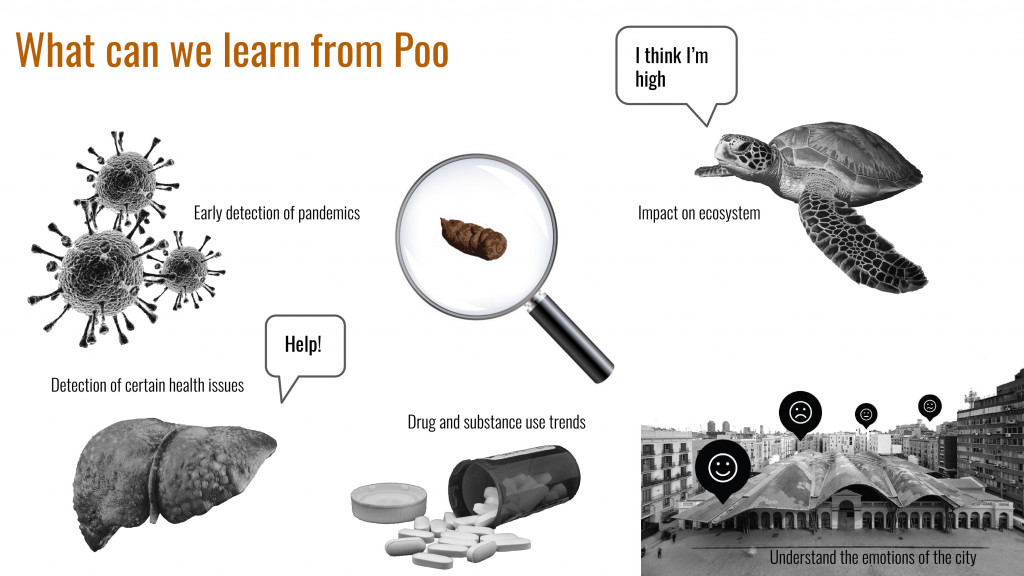 What can we learn from Poo
I think I'm
high
Early detection of pandemics
Impact on ecosystem
Help!
Detection of certain health issues
Drug and substance use trends
Understand the emotions of the city